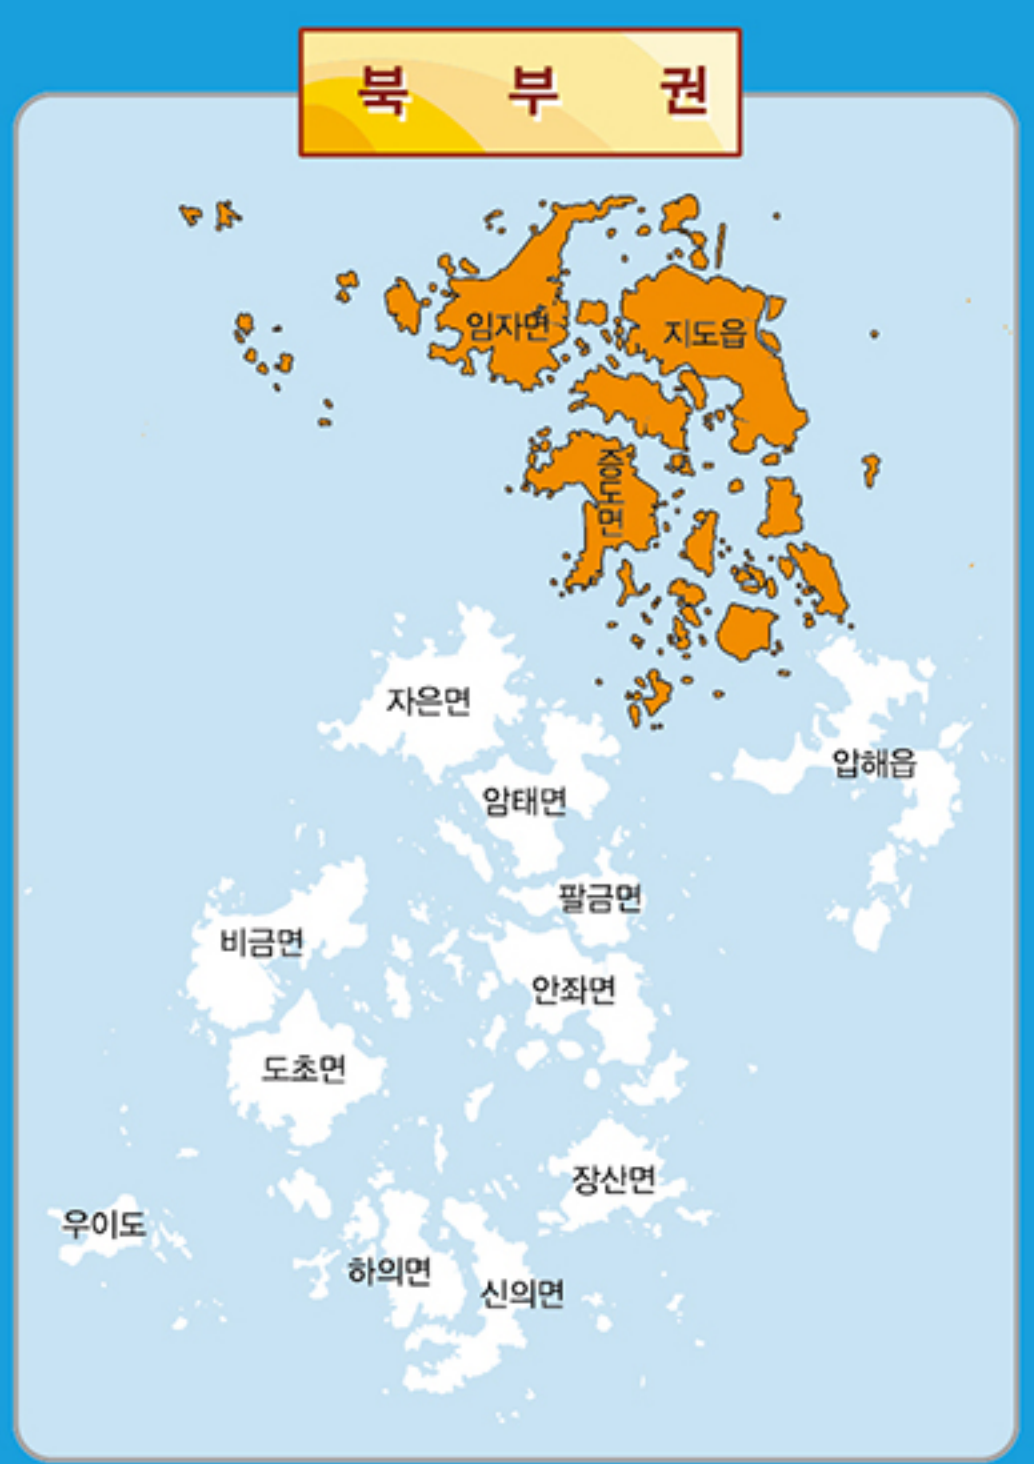 북 부 권
임자면
지도읍
증도면
자은면
압해읍
암태면
팔금면
비금면
안좌면
도초면
장산면
우이도
하의면
신의면